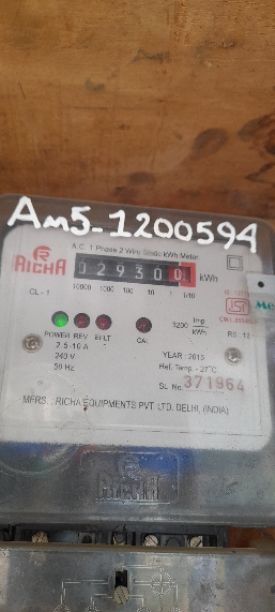 Am5-1200594
A.C. 1 Phase 2 Wire Static kWh Meter
RICHA
029300 kWh
CL - 1 10000 1000 100 10 1 1/10
3200 imp/kWh
POWER REV E/LT CAL
2.5-10 A
240 V
50 Hz
YEARː 2015
Ref. Temp. - 27°C
SL No. 371964
MFRS. : RICHA EQUIPMENTS PVT. LTD. DELHI, (INDIA)